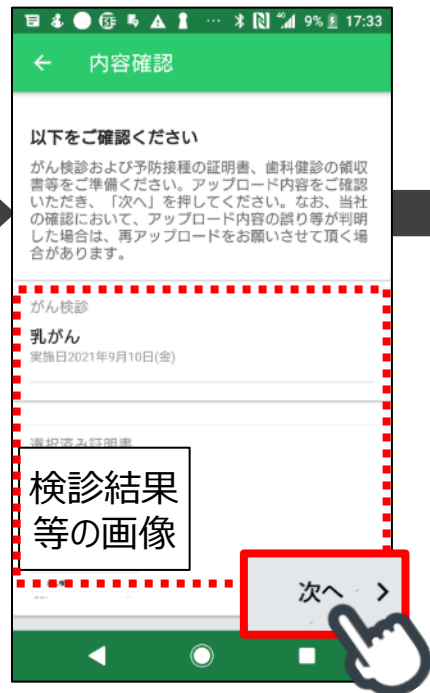 9% 17:33
← 内容確認
以下をご確認ください
がん検診および予防接種の証明書、歯科健診の領収
書等をご準備ください。アップロード内容をご確認
いただき、「次へ」を押してください。なお、当社
の確認において、アップロード内容の誤り等が判明
した場合は、再アップロードをお願いさせて頂く場
合があります。
がん検診
乳がん
実施日2021年9月10日(金)
選択済み証明書
検診結果
等の画像
次へ